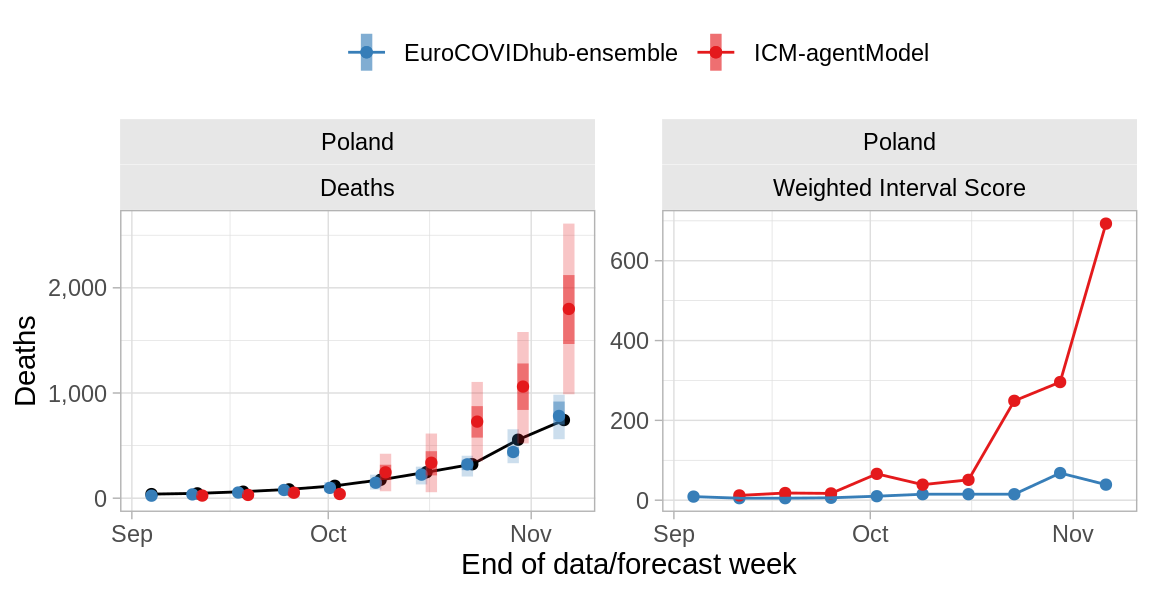 EuroCOVIDhub-ensemble ICM-agentModel
Poland
Deaths
Poland
Weighted Interval Score
Deaths
2,000
1,000
0
Sep Oct Nov
600
400
200
0
Sep Oct Nov
End of data/forecast week